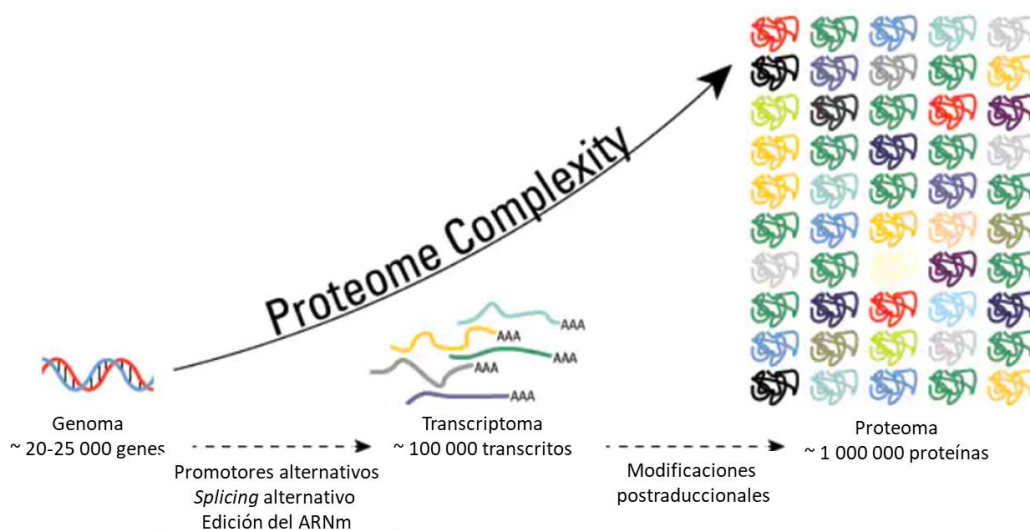 Proteome Complexity
AAA
AAA
AAA
AAA
AAA
Genoma
~ 20-25 000 genes
Transcriptoma
~ 100 000 transcritos
Proteoma
~ 1 000 000 proteínas
Promotores alternativos
Splicing alternativo
Edición del ARNm
Modificaciones
postraduccionales